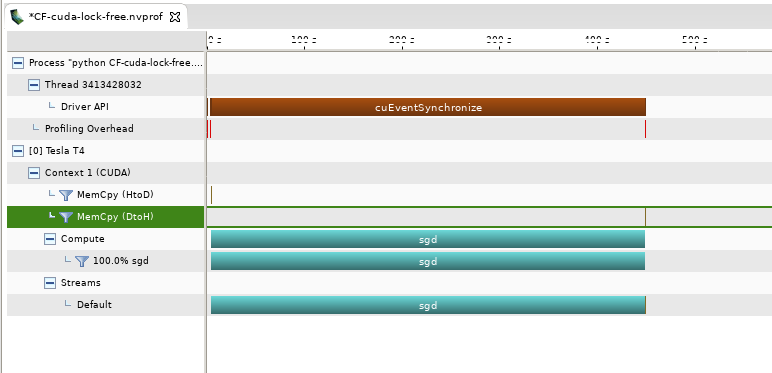 *CF-cuda-lock-free.nvprof
0 s 100 s 200 s 300 s 400 s 500 s
Process "python CF-cuda-lock-free....
Thread 3413428032
Driver API cuEventSynchronize
Profiling Overhead
[0] Tesla T4
Context 1 (CUDA)
MemCpy (HtoD)
MemCpy (DtoH)
Compute sgd
100.0% sgd sgd
Streams
Default sgd